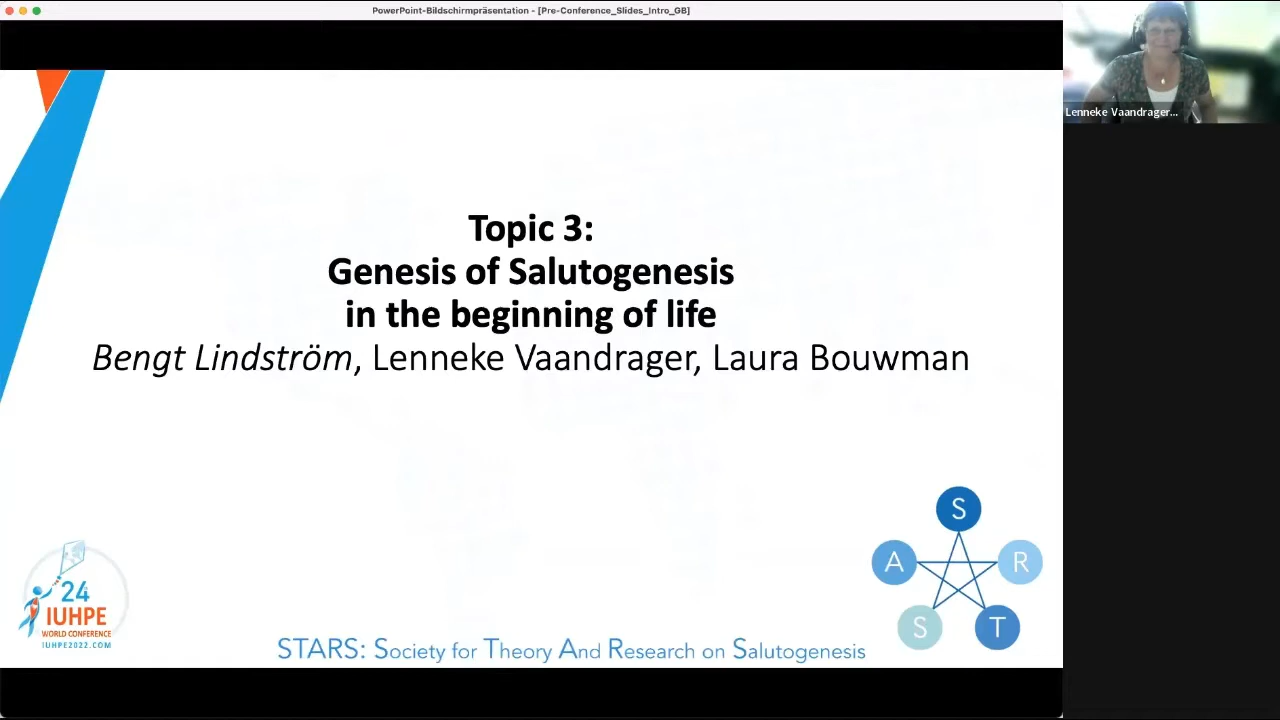 PowerPoint-Bildschirmpräsentation - [Pre-Conference_Slides_Intro_GB]
Lenneke Vaandrager...
Topic 3:
Genesis of Salutogenesis
in the beginning of life
Bengt Lindström, Lenneke Vaandrager, Laura Bouwman
S
A
R
S
T
24
IUHPE
WORLD CONFERENCE
IUHPE2022.COM
STARS: Society for Theory And Research on Salutogenesis